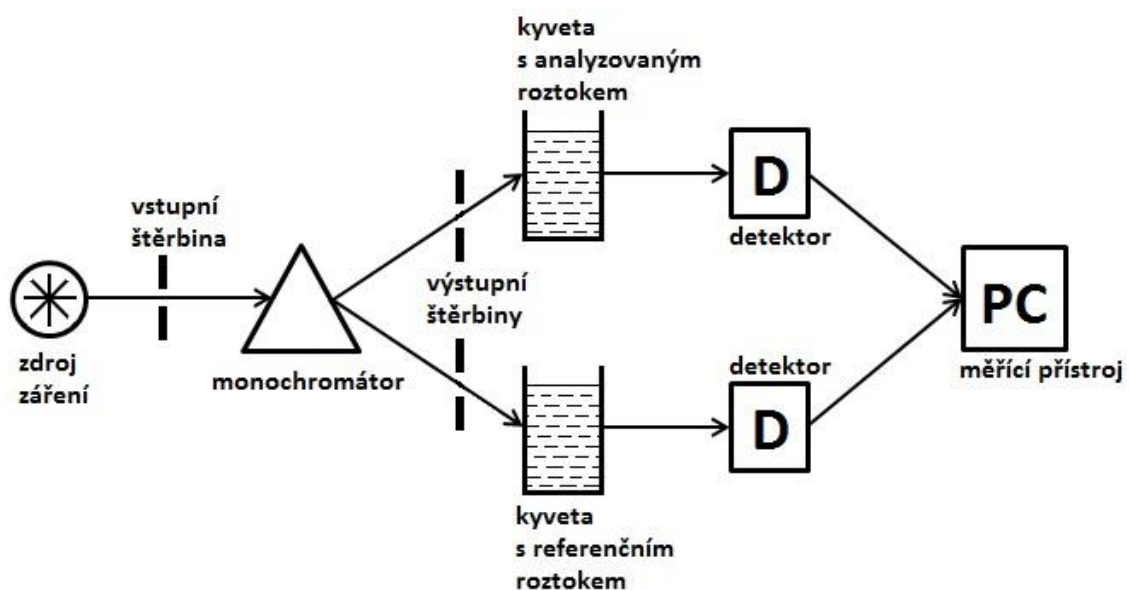 kyveta
s analyzovaným
roztokem
vstupní
štěrbina
D
detektor
výstupní
štěrbiny
PC
měřící přístroj
zdroj
záření
monochromátor
detektor
D
kyveta
s referenčním
roztokem